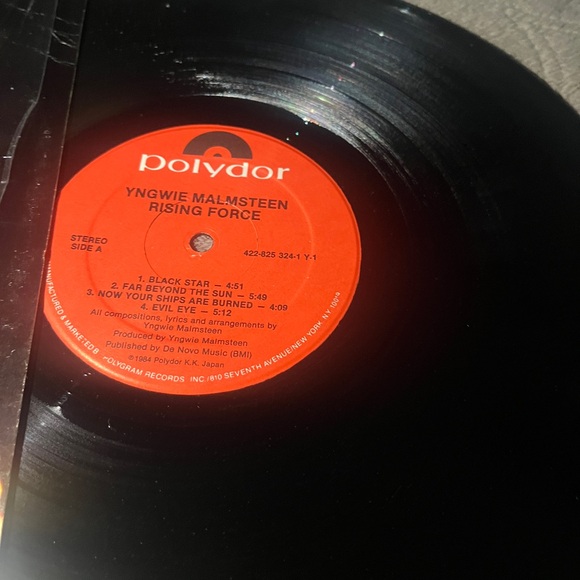 polydor
YNGWIE MALMSTEEN
RISING FORCE
STEREO
SIDE A
422-825 324-1 Y-1
1. BLACK STAR — 4:51
2. FAR BEYOND THE SUN — 5:49
3. NOW YOUR SHIPS ARE BURNED — 4:09
4. EVIL EYE — 5:12
All compositions, lyrics and arrangements by
Yngwie Malmsteen
Produced by Yngwie Malmsteen
Published by De Novo Music (BMI)
℗1984 Polydor K.K. Japan
MANUFACTURED & MARKETED B POLYGRAM RECORDS INC./810 SEVENTH AVENUE/NEW YORK, NY 100